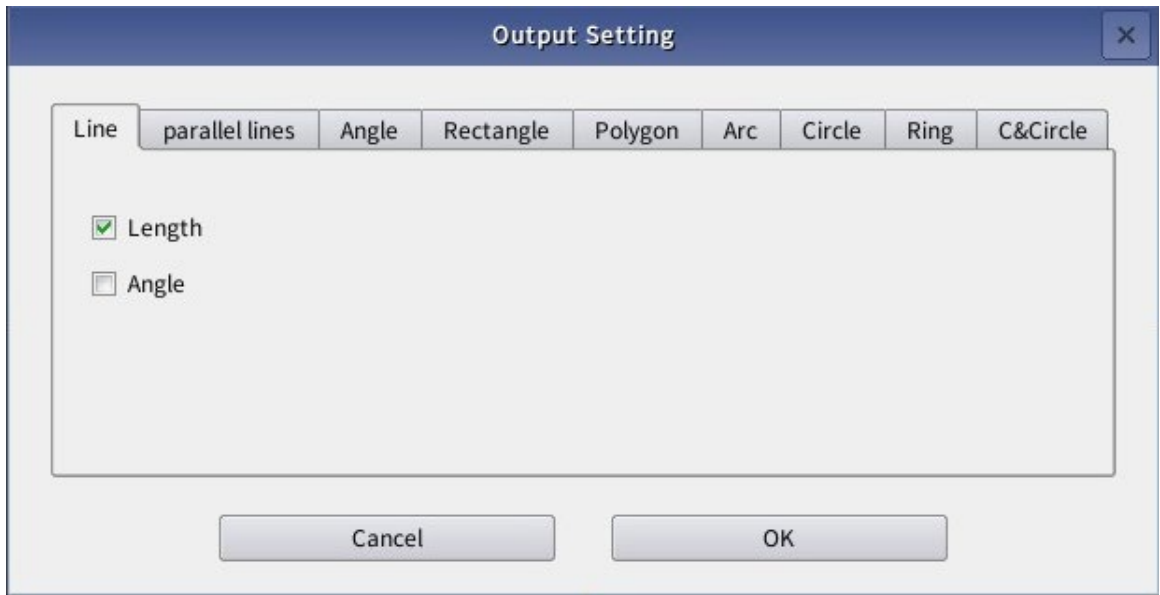 Output Setting
Line parallel lines Angle Rectangle Polygon Arc Circle Ring C&Circle
Length
Angle
Cancel OK